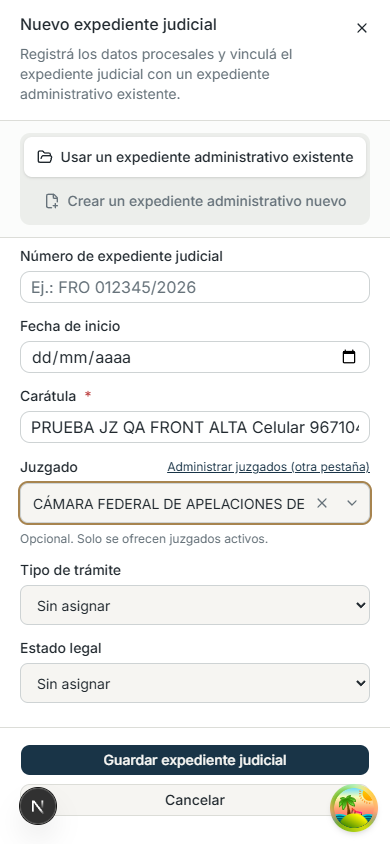 Nuevo expediente judicial
Registrá los datos procesales y vinculá el
expediente judicial con un expediente
administrativo existente.
Usar un expediente administrativo existente
Crear un expediente administrativo nuevo
Número de expediente judicial
Ej.: FRO 012345/2026
Fecha de inicio
dd/mm/aaaa
Carátula *
PRUEBA JZ QA FRONT ALTA Celular 967104
Juzgado Administrar juzgados (otra pestaña)
CÁMARA FEDERAL DE APELACIONES DE
Opcional. Solo se ofrecen juzgados activos.
Tipo de trámite
Sin asignar
Estado legal
Sin asignar
Guardar expediente judicial
Cancelar
N